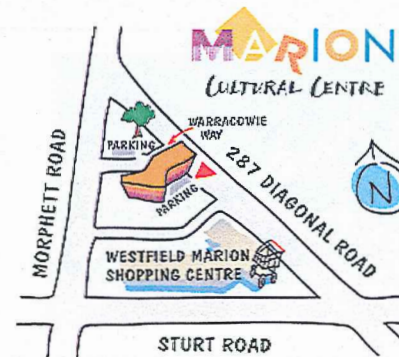 MARION
CULTURAL CENTRE
WARRACOWIE
WAY
PARKING
287 DIAGONAL ROAD
N
PARKING
MORPHETT ROAD
WESTFIELD MARION
SHOPPING CENTRE
STURT ROAD